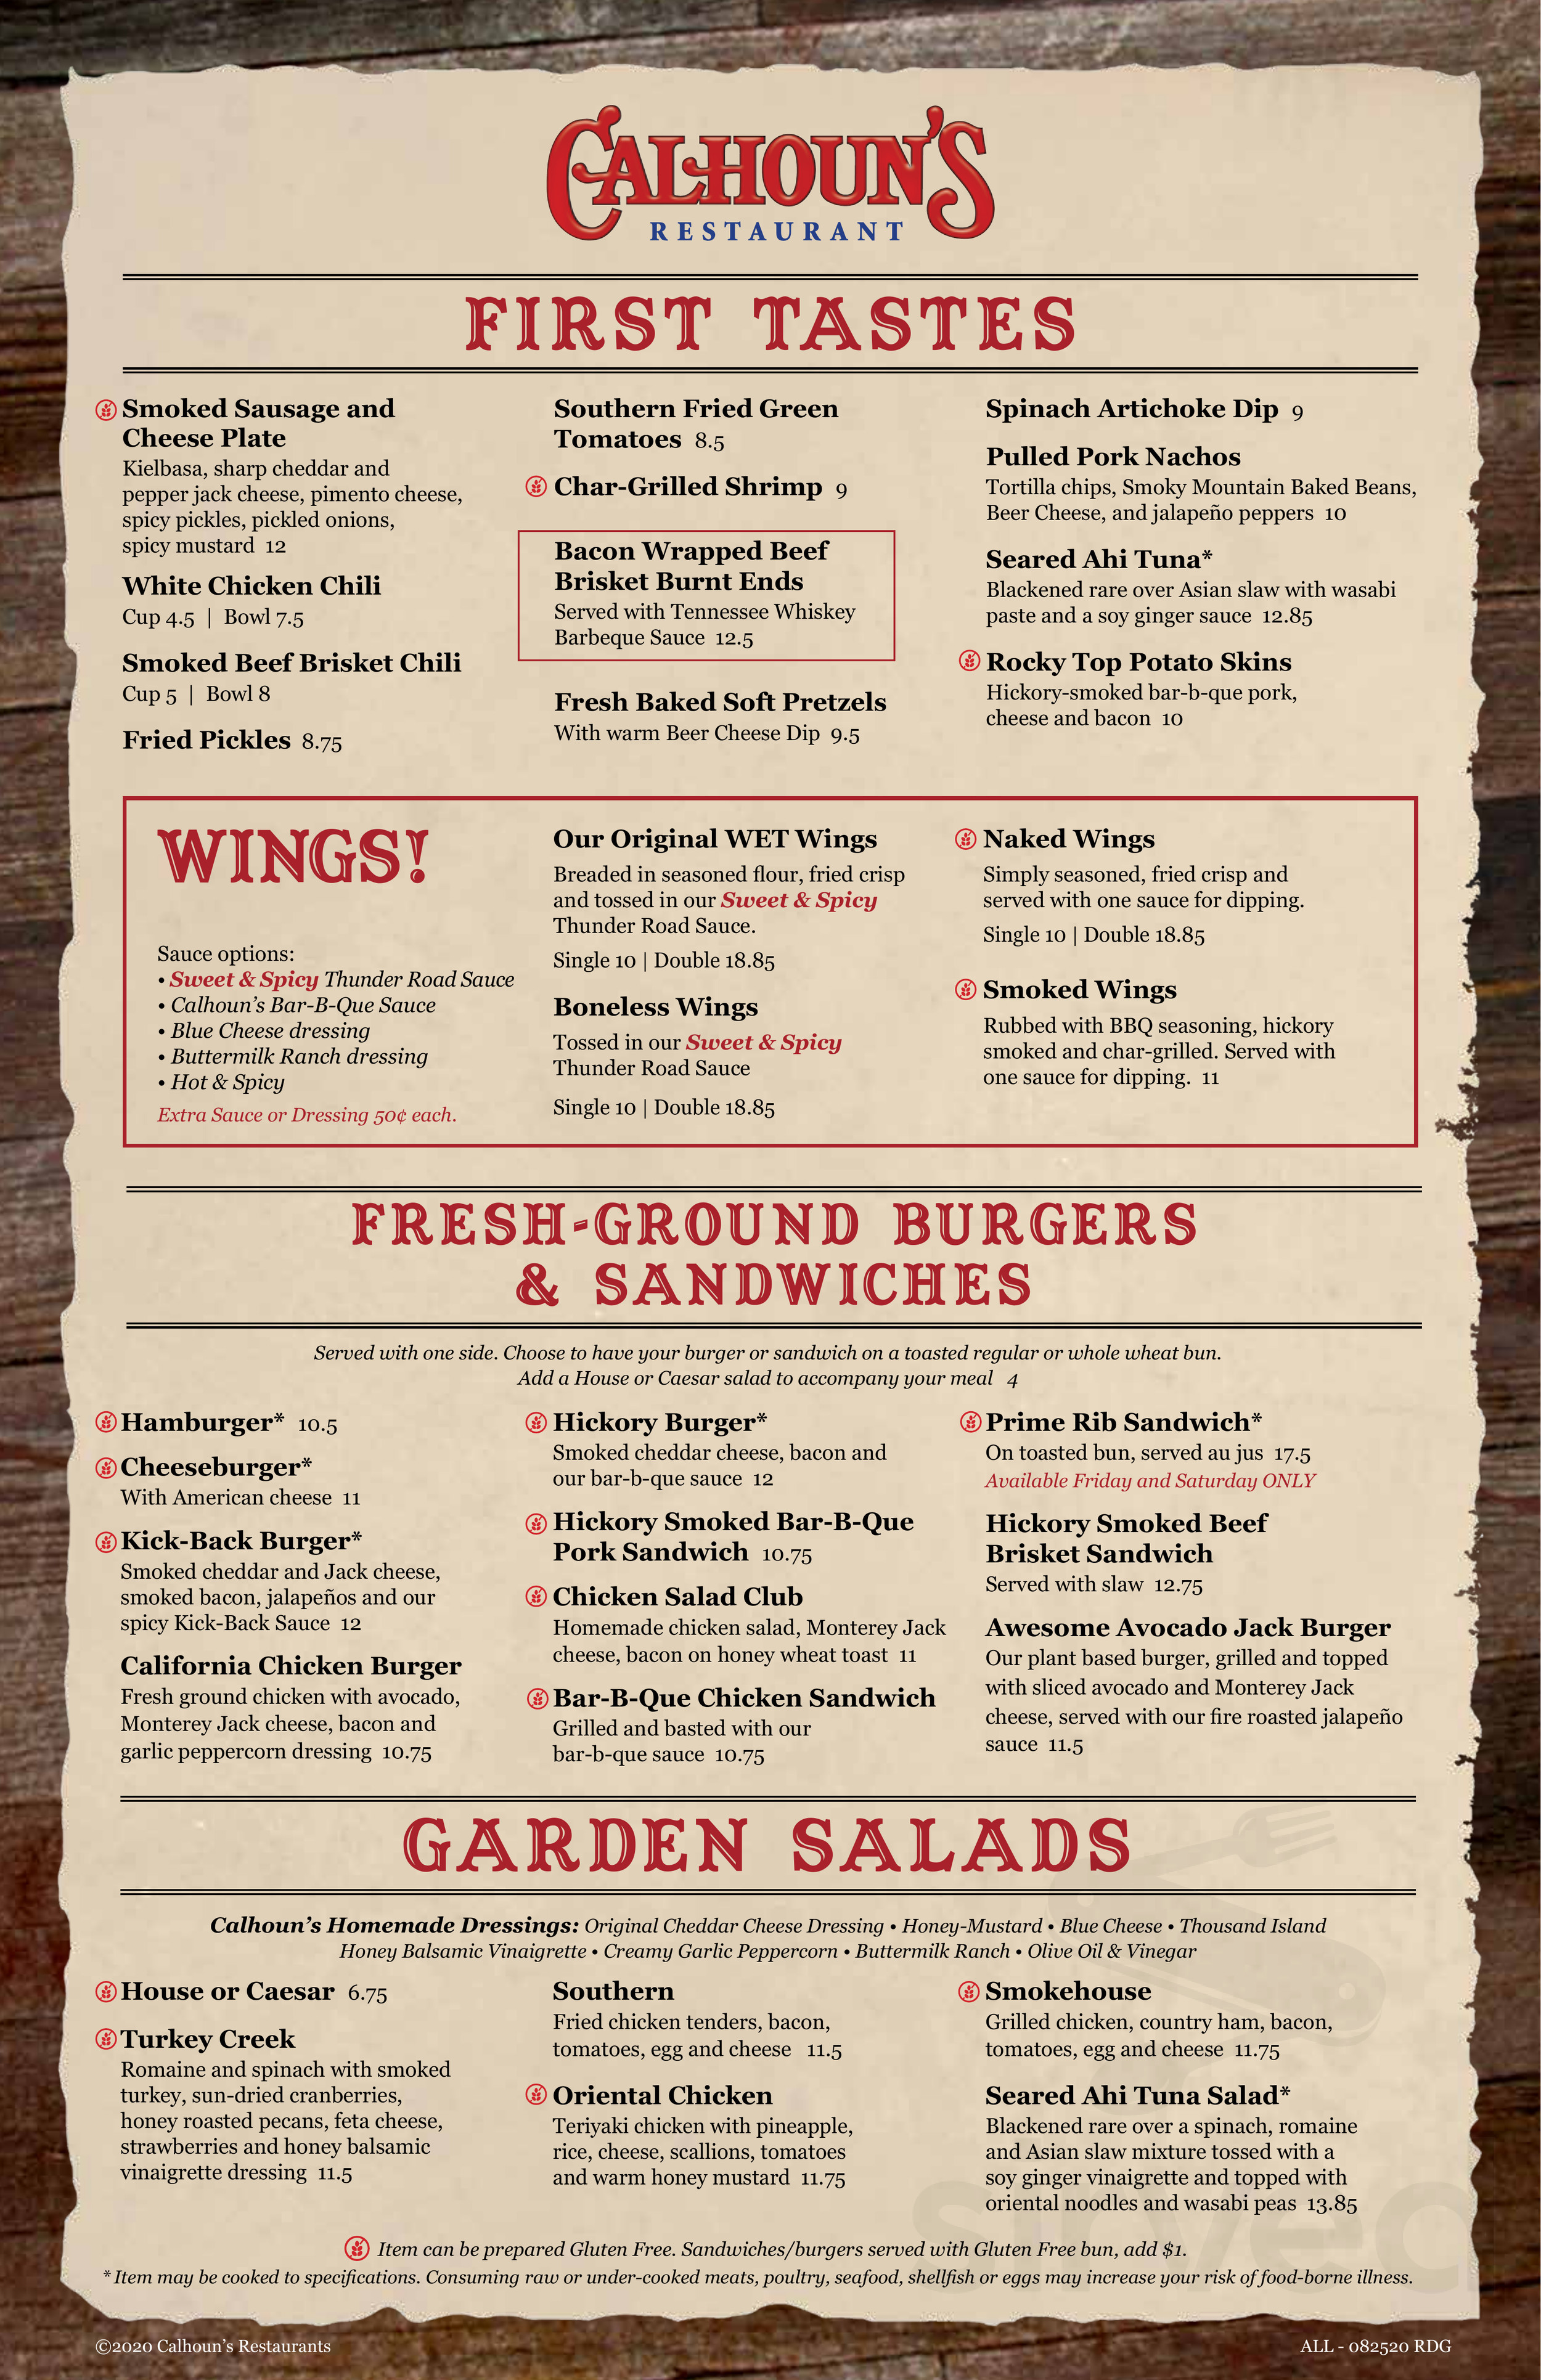 CALHOUN'S
RESTAURANT
FIRST TASTES
Smoked Sausage and
Cheese Plate
Kielbasa, sharp cheddar and
pepper jack cheese, pimento cheese,
spicy pickles, pickled onions,
spicy mustard 12
White Chicken Chili
Cup 4.5 | Bowl 7.5
Smoked Beef Brisket Chili
Cup 5 | Bowl 8
Fried Pickles 8.75
Southern Fried Green
Tomatoes 8.5
Char-Grilled Shrimp 9
Bacon Wrapped Beef
Brisket Burnt Ends
Served with Tennessee Whiskey
Barbeque Sauce 12.5
Fresh Baked Soft Pretzels
With warm Beer Cheese Dip 9.5
Spinach Artichoke Dip 9
Pulled Pork Nachos
Tortilla chips, Smoky Mountain Baked Beans,
Beer Cheese, and jalapeño peppers 10
Seared Ahi Tuna*
Blackened rare over Asian slaw with wasabi
paste and a soy ginger sauce 12.85
Rocky Top Potato Skins
Hickory-smoked bar-b-que pork,
cheese and bacon 10
WINGS!
Sauce options:
• Sweet & Spicy Thunder Road Sauce
• Calhoun's Bar-B-Que Sauce
• Blue Cheese dressing
• Buttermilk Ranch dressing
• Hot & Spicy
Extra Sauce or Dressing 50¢ each.
Our Original WET Wings
Breaded in seasoned flour, fried crisp
and tossed in our Sweet & Spicy
Thunder Road Sauce.
Single 10 | Double 18.85
Boneless Wings
Tossed in our Sweet & Spicy
Thunder Road Sauce
Single 10 | Double 18.85
Naked Wings
Simply seasoned, fried crisp and
served with one sauce for dipping.
Single 10 | Double 18.85
Smoked Wings
Rubbed with BBQ seasoning, hickory
smoked and char-grilled. Served with
one sauce for dipping. 11
FRESH-GROUND BURGERS
& SANDWICHES
Served with one side. Choose to have your burger or sandwich on a toasted regular or whole wheat bun.
Add a House or Caesar salad to accompany your meal 4
Hamburger* 10.5
Cheeseburger*
With American cheese 11
Kick-Back Burger*
Smoked cheddar and Jack cheese,
smoked bacon, jalapeños and our
spicy Kick-Back Sauce 12
California Chicken Burger
Fresh ground chicken with avocado,
Monterey Jack cheese, bacon and
garlic peppercorn dressing 10.75
Hickory Burger*
Smoked cheddar cheese, bacon and
our bar-b-que sauce 12
Hickory Smoked Bar-B-Que
Pork Sandwich 10.75
Chicken Salad Club
Homemade chicken salad, Monterey Jack
cheese, bacon on honey wheat toast 11
Bar-B-Que Chicken Sandwich
Grilled and basted with our
bar-b-que sauce 10.75
Prime Rib Sandwich*
On toasted bun, served au jus 17.5
Available Friday and Saturday ONLY
Hickory Smoked Beef
Brisket Sandwich
Served with slaw 12.75
Awesome Avocado Jack Burger
Our plant based burger, grilled and topped
with sliced avocado and Monterey Jack
cheese, served with our fire roasted jalapeño
sauce 11.5
GARDEN SALADS
Calhoun's Homemade Dressings: Original Cheddar Cheese Dressing • Honey-Mustard • Blue Cheese • Thousand Island
Honey Balsamic Vinaigrette • Creamy Garlic Peppercorn • Buttermilk Ranch • Olive Oil & Vinegar
House or Caesar 6.75
Turkey Creek
Romaine and spinach with smoked
turkey, sun-dried cranberries,
honey roasted pecans, feta cheese,
strawberries and honey balsamic
vinaigrette dressing 11.5
Southern
Fried chicken tenders, bacon,
tomatoes, egg and cheese 11.5
Oriental Chicken
Teriyaki chicken with pineapple,
rice, cheese, scallions, tomatoes
and warm honey mustard 11.75
Smokehouse
Grilled chicken, country ham, bacon,
tomatoes, egg and cheese 11.75
Seared Ahi Tuna Salad*
Blackened rare over a spinach, romaine
and Asian slaw mixture tossed with a
soy ginger vinaigrette and topped with
oriental noodles and wasabi peas 13.85
Item can be prepared Gluten Free. Sandwiches/burgers served with Gluten Free bun, add $1.
* Item may be cooked to specifications. Consuming raw or under-cooked meats, poultry, seafood, shellfish or eggs may increase your risk of food-borne illness.
©2020 Calhoun's Restaurants
ALL - 082520 RDG